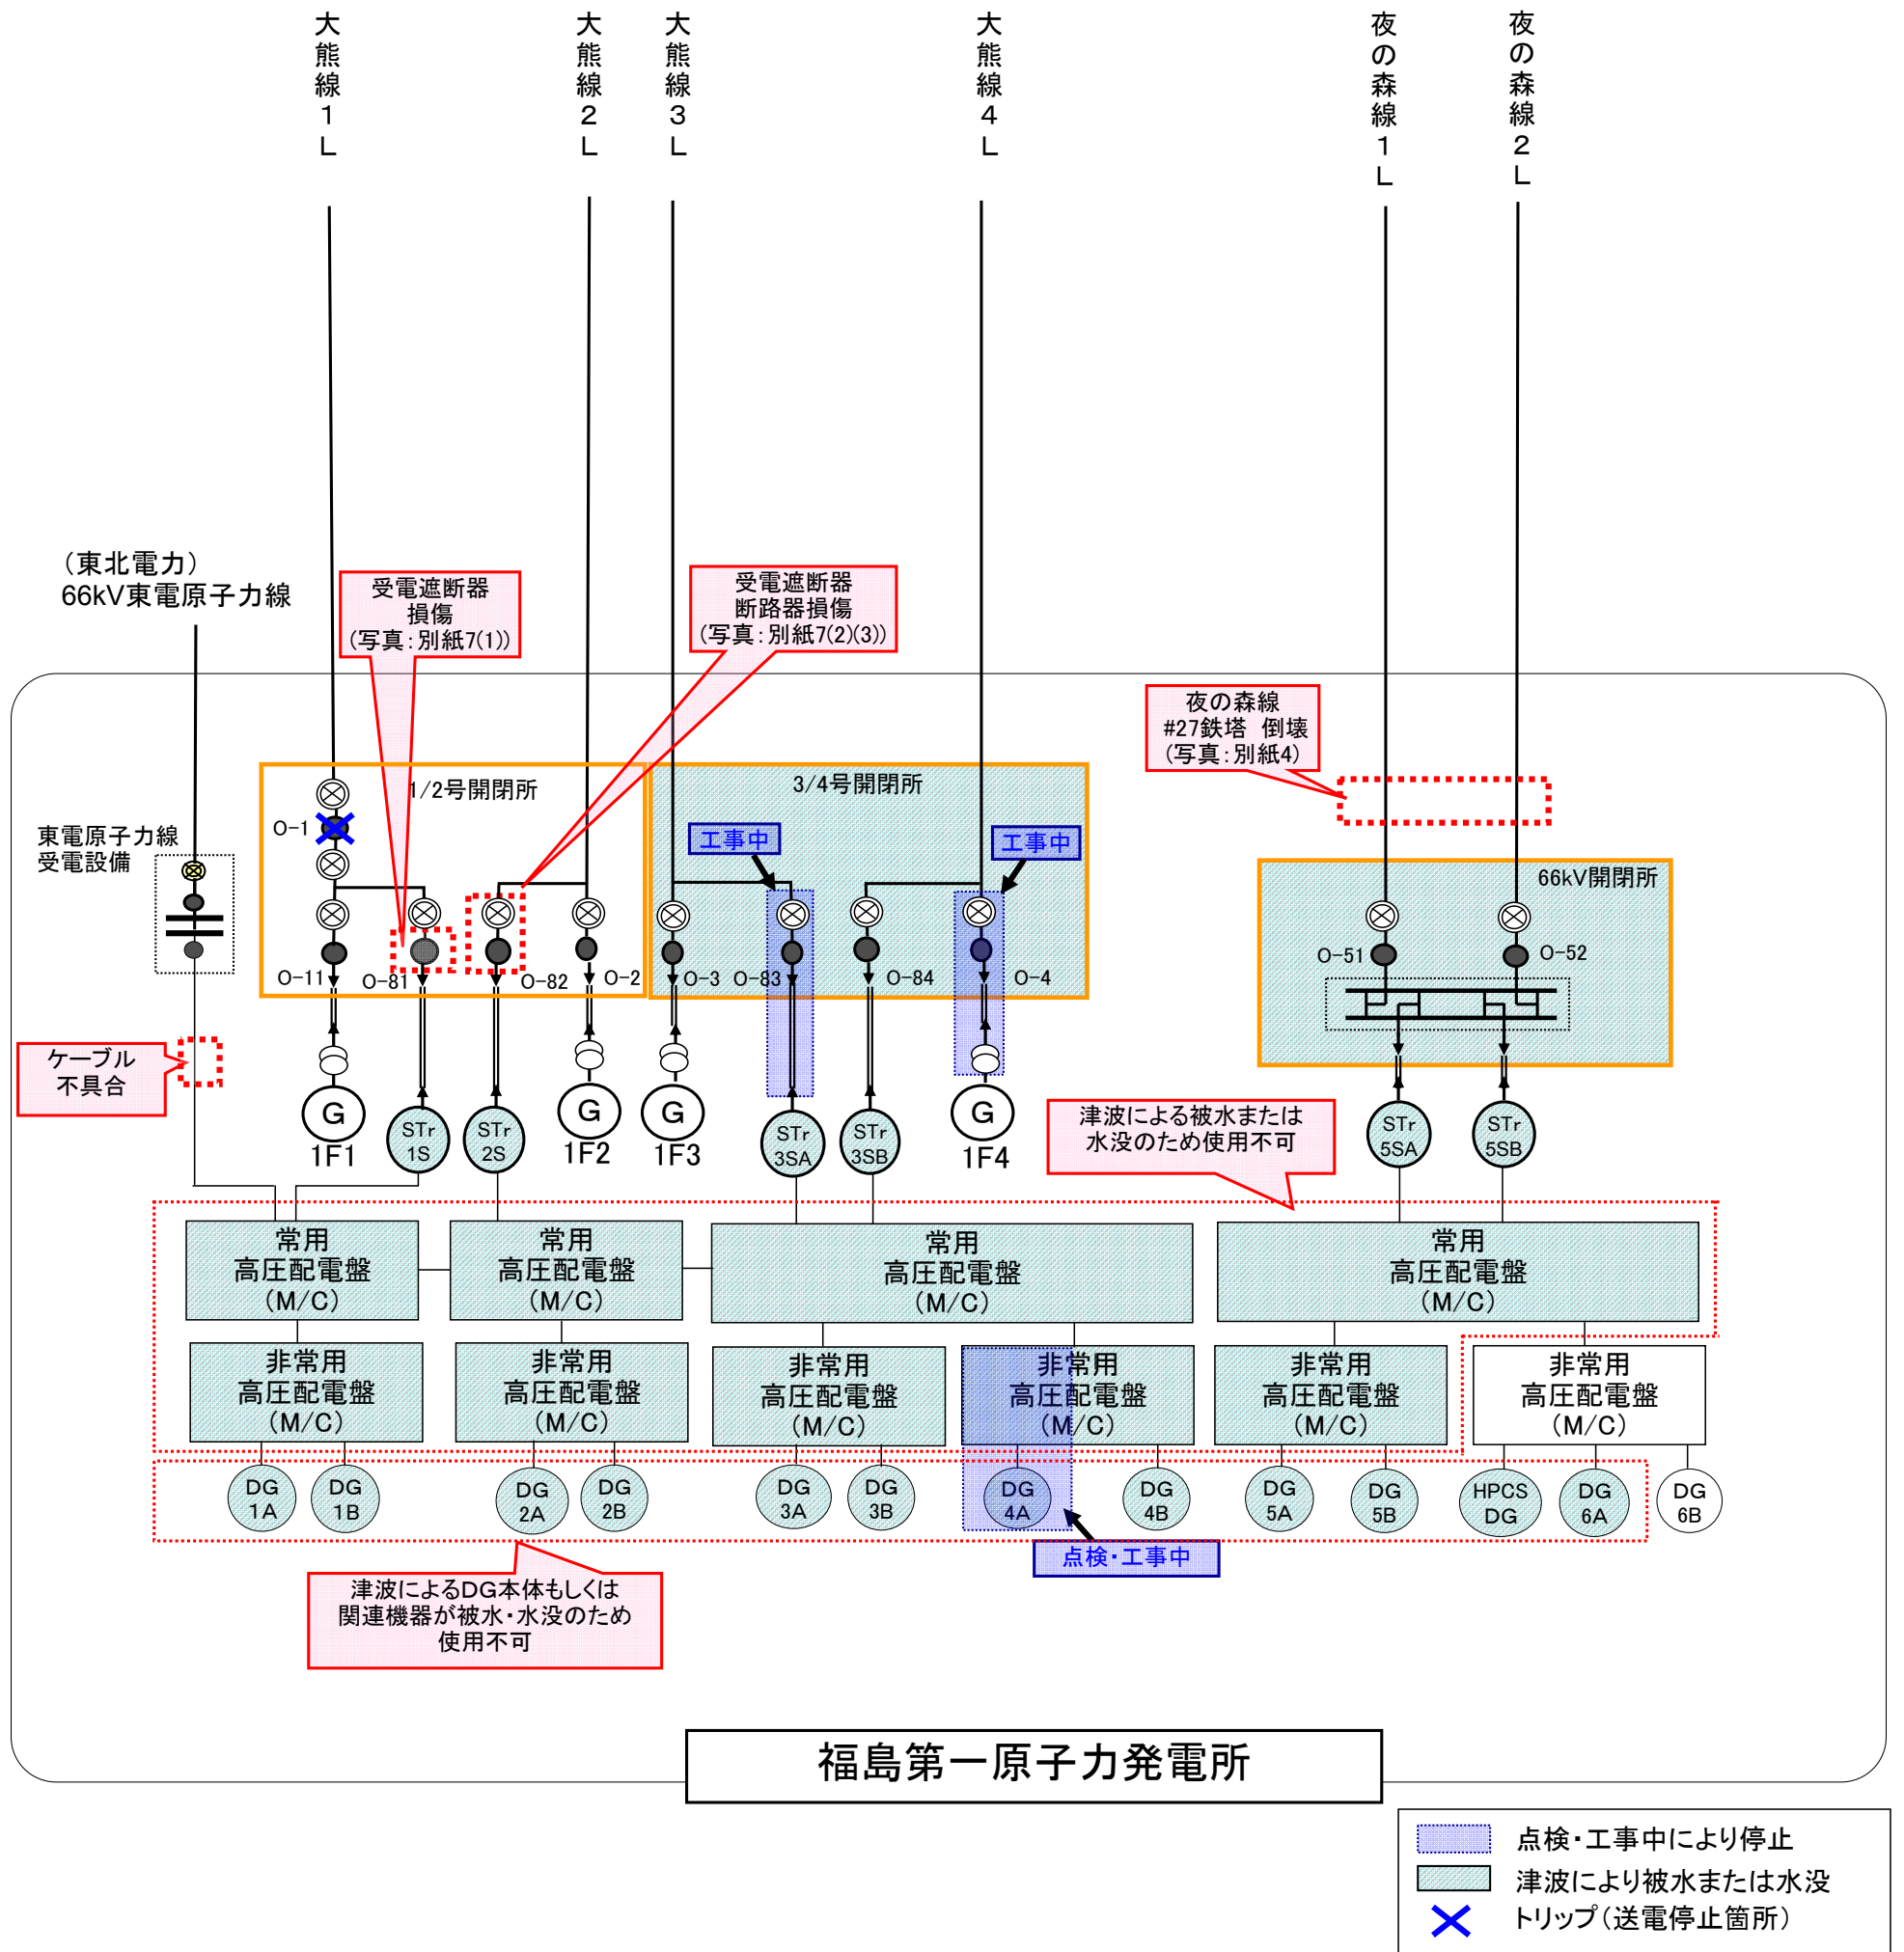 大熊線1L
大熊線2L
大熊線3L
大熊線4L
夜の森線1L
夜の森線2L
（東北電力）
66kV東電原子力線
受電遮断器
損傷
（写真：別紙7(1)）
受電遮断器
断路器損傷
（写真：別紙7(2)(3)）
夜の森線
#27鉄塔 倒壊
（写真：別紙4）
1/2号開閉所
3/4号開閉所
東電原子力線
受電設備
O-1
工事中
工事中
66kV開閉所
O-11
O-81
O-82
O-2
O-3
O-83
O-84
O-4
O-51
O-52
ケーブル
不具合
G
1F1
STr
1S
STr
2S
G
1F2
G
1F3
STr
3SA
STr
3SB
G
1F4
津波による被水または
水没のため使用不可
STr
5SA
STr
5SB
常用
高圧配電盤
（M/C）
常用
高圧配電盤
（M/C）
常用
高圧配電盤
（M/C）
常用
高圧配電盤
（M/C）
非常用
高圧配電盤
（M/C）
非常用
高圧配電盤
（M/C）
非常用
高圧配電盤
（M/C）
非常用
高圧配電盤
（M/C）
非常用
高圧配電盤
（M/C）
非常用
高圧配電盤
（M/C）
DG
1A
DG
1B
DG
2A
DG
2B
DG
3A
DG
3B
DG
4A
DG
4B
DG
5A
DG
5B
HPCS
DG
DG
6A
DG
6B
点検・工事中
津波によるDG本体もしくは
関連機器が被水・水没のため
使用不可
福島第一原子力発電所
点検・工事中により停止
津波により被水または水没
トリップ（送電停止箇所）